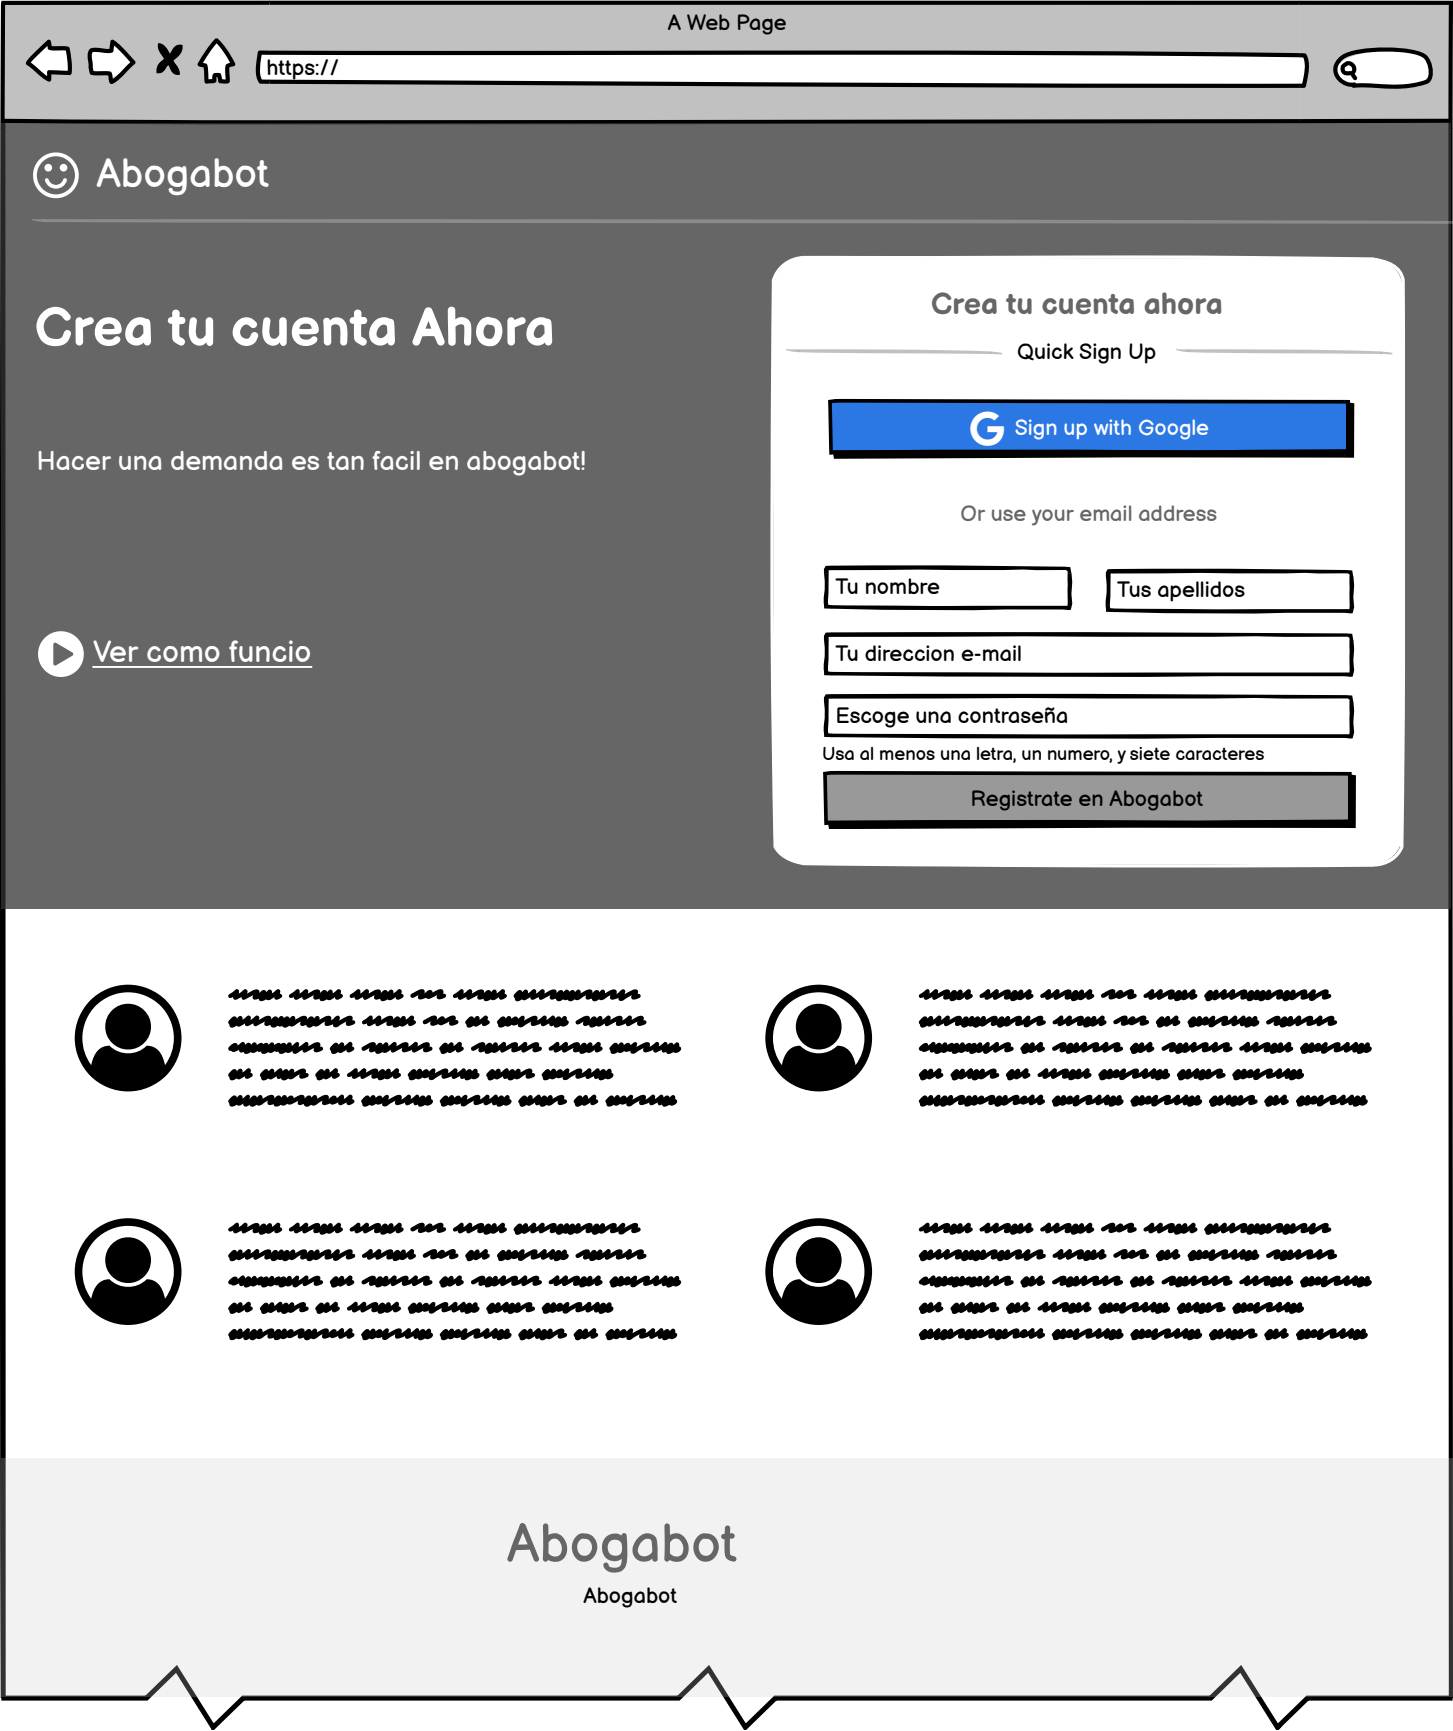 A Web Page
https://
Abogabot
Crea tu cuenta Ahora
Hacer una demanda es tan facil en abogabot!
Ver como funcio
Crea tu cuenta ahora
Quick Sign Up
Sign up with Google
Or use your email address
Tu nombre
Tus apellidos
Tu direccion e-mail
Escoge una contraseña
Usa al menos una letra, un numero, y siete caracteres
Registrate en Abogabot
Abogabot
Abogabot